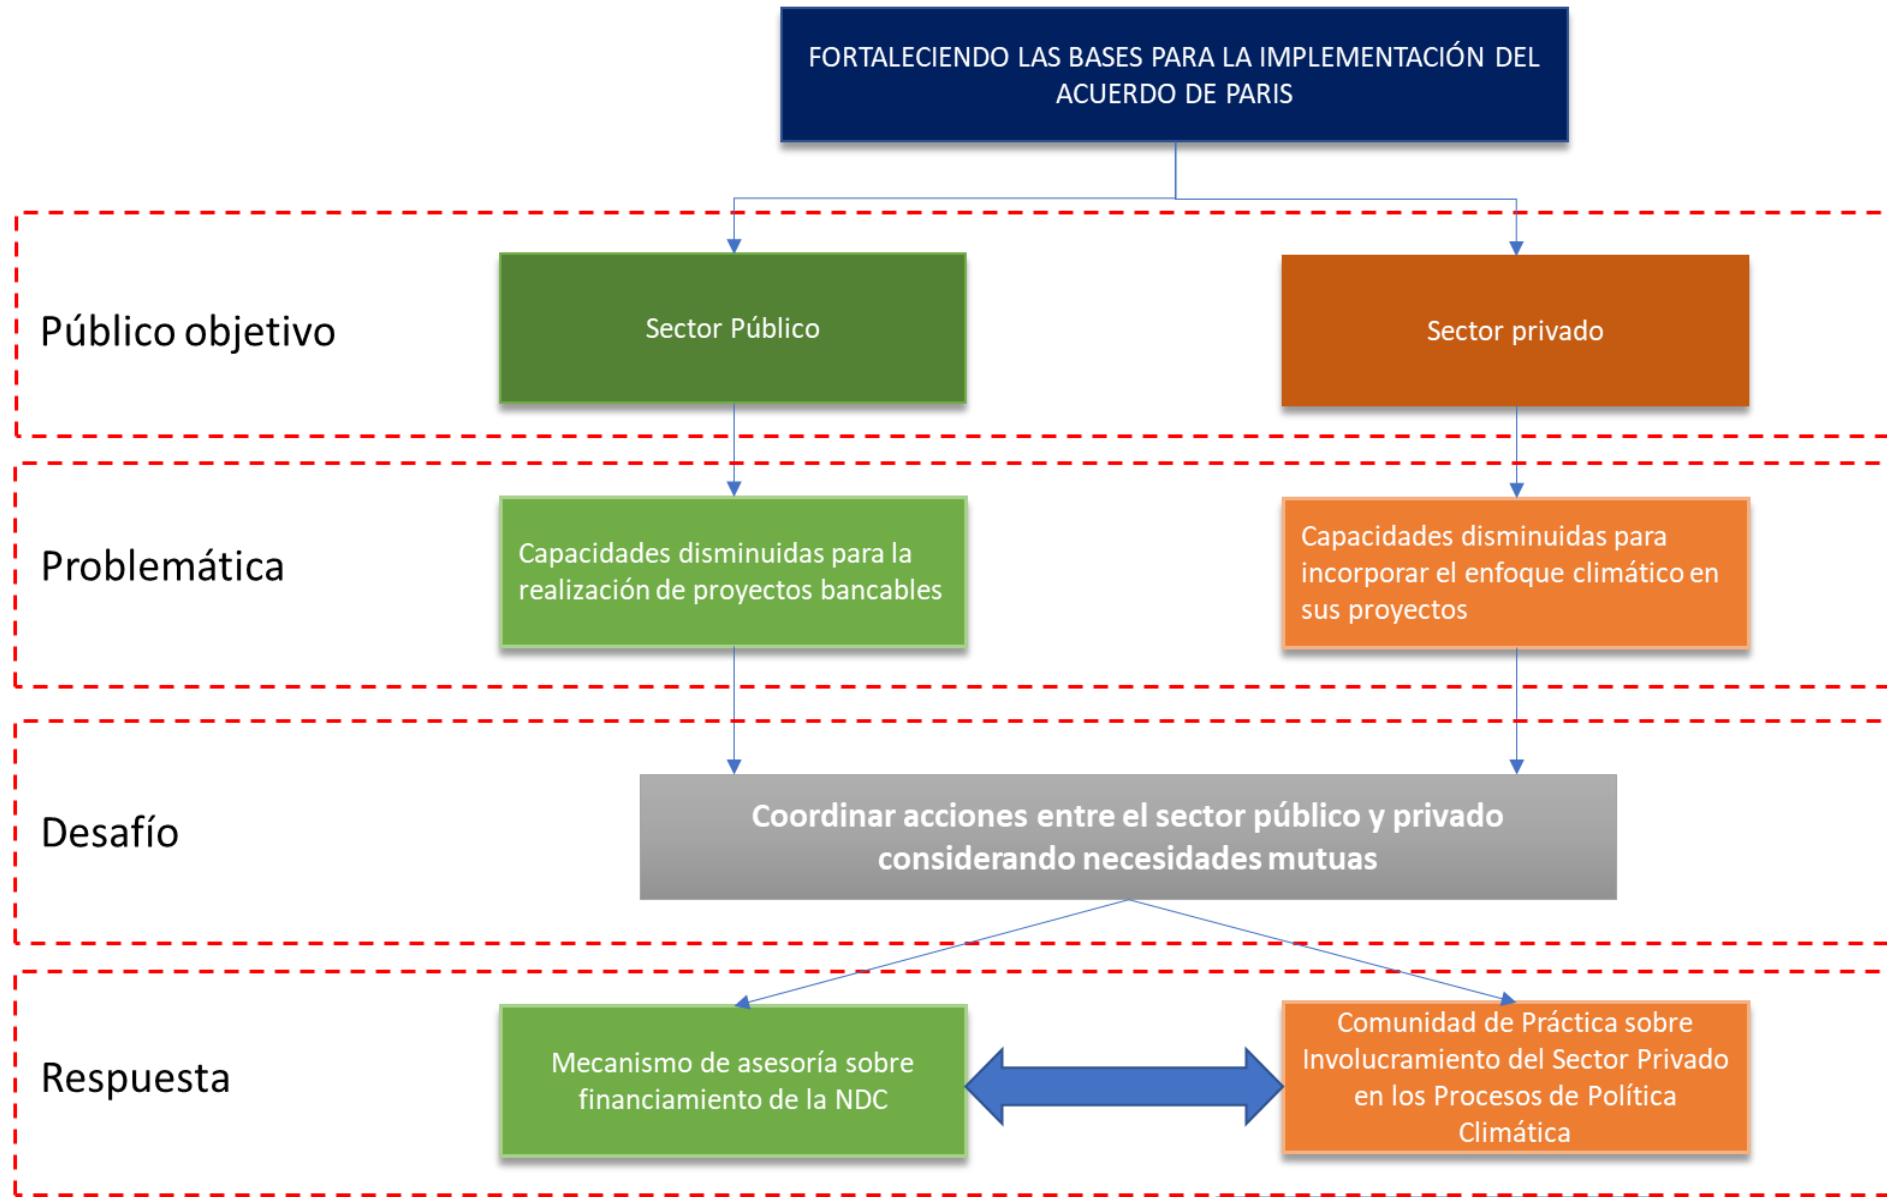 FORTALECIENDO LAS BASES PARA LA IMPLEMENTACIÓN DEL
ACUERDO DE PARIS
Público objetivo
Sector Público
Sector privado
Problemática
Capacidades disminuidas para la
realización de proyectos bancables
Capacidades disminuidas para
incorporar el enfoque climático en
sus proyectos
Desafío
Coordinar acciones entre el sector público y privado
considerando necesidades mutuas
Respuesta
Mecanismo de asesoría sobre
financiamiento de la NDC
Comunidad de Práctica sobre
Involucramiento del Sector Privado
en los Procesos de Política
Climática